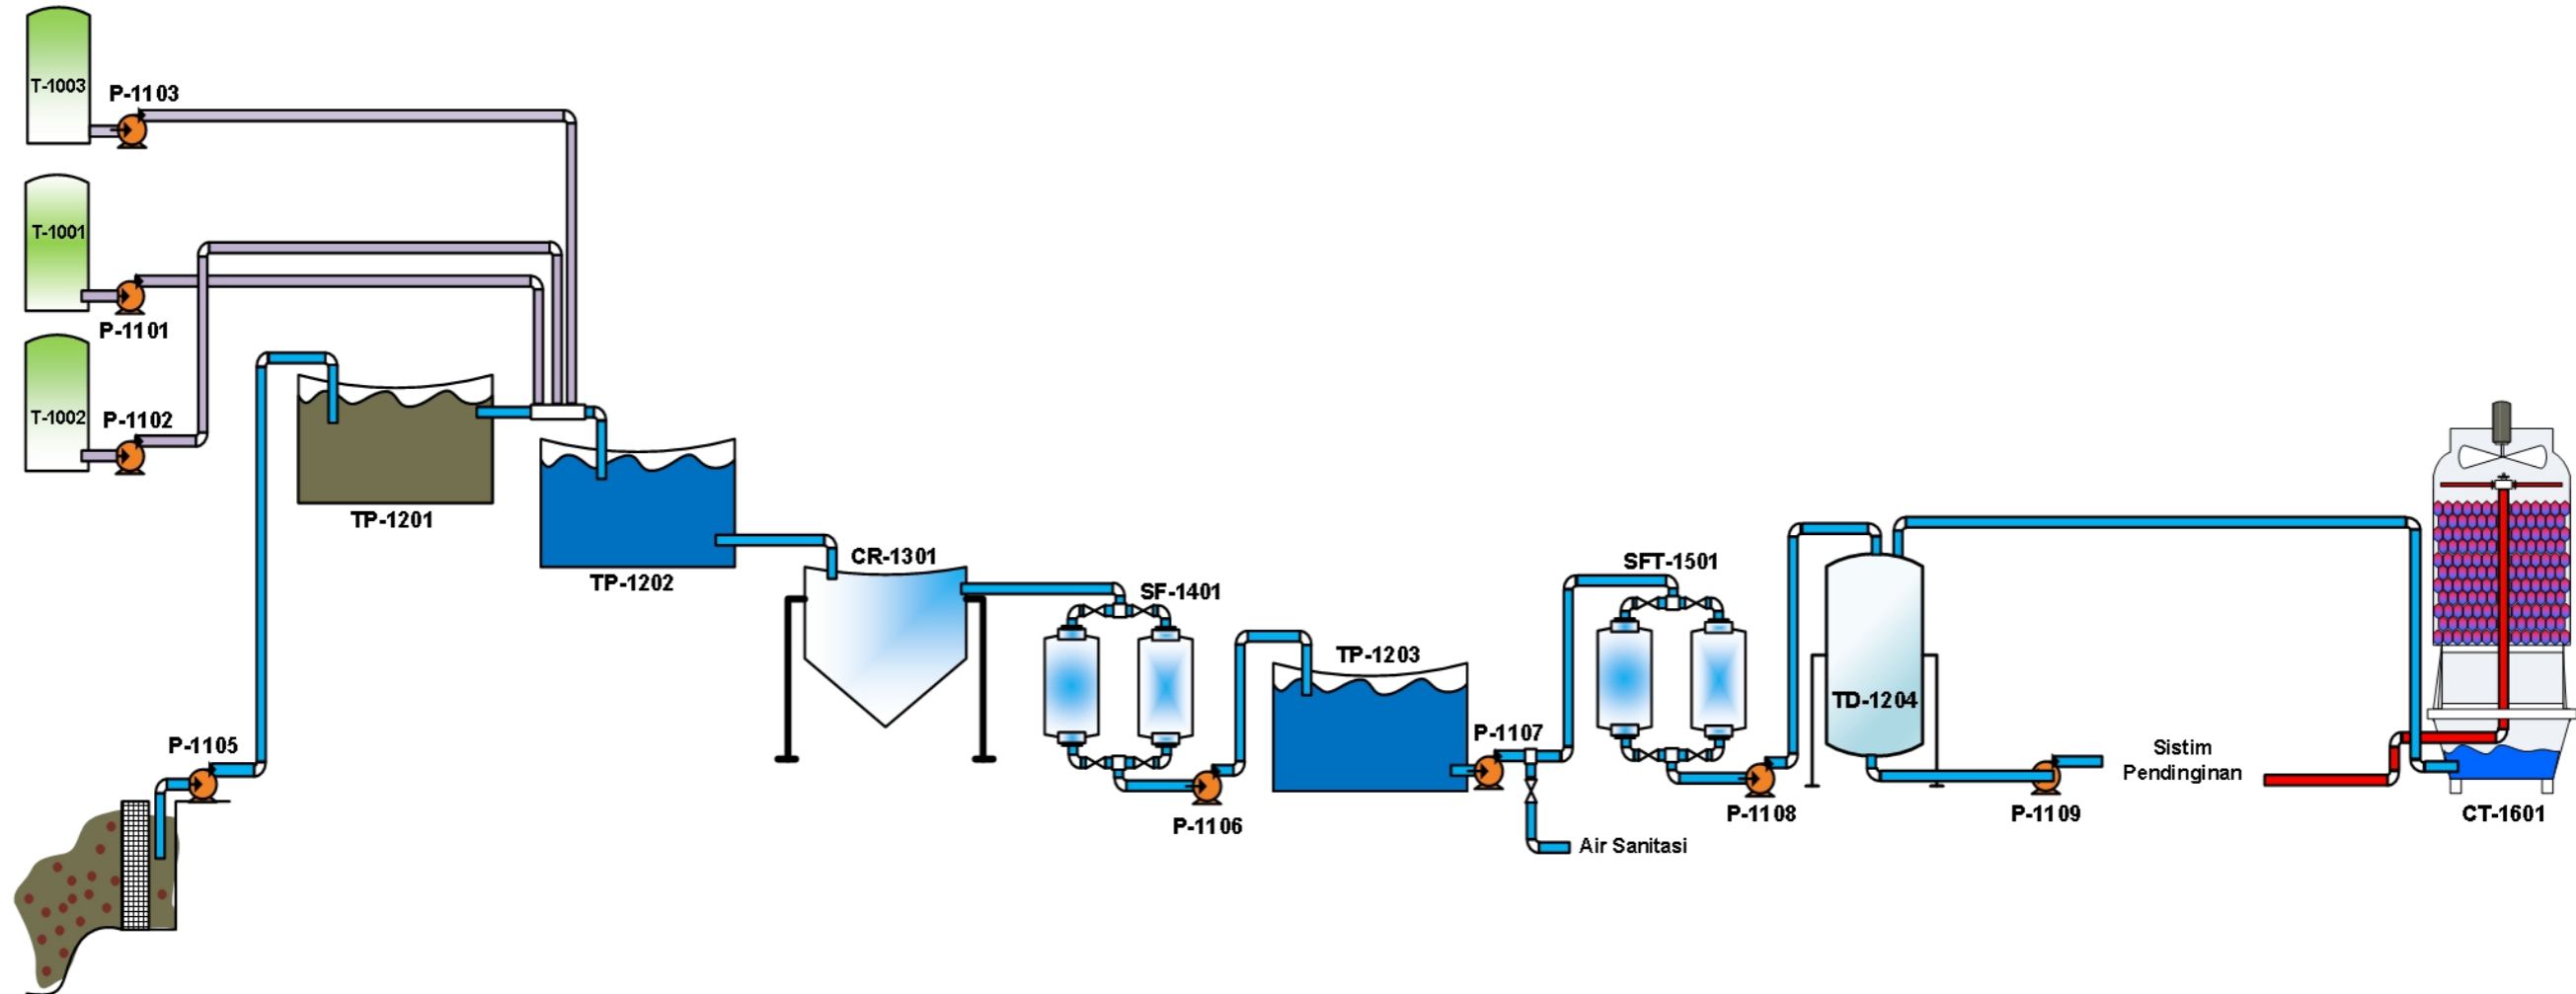 T-1003
P-1103
T-1001
P-1101
T-1002
P-1102
TP-1201
TP-1202
P-1105
CR-1301
SF-1401
P-1106
TP-1203
P-1107
Air Sanitasi
SFT-1501
P-1108
TD-1204
P-1109
Sistim
Pendinginan
CT-1601